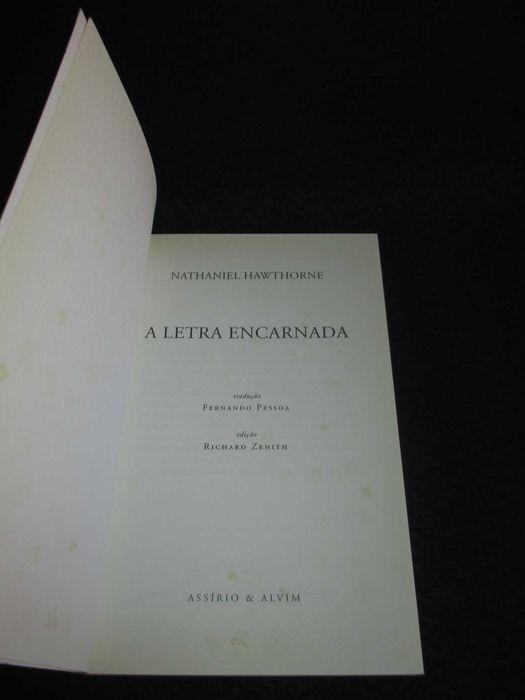 NATHANIEL HAWTHORNE
A LETRA ENCARNADA
tradução
FERNANDO PESSOA
edição
RICHARD ZENITH
ASSÍRIO & ALVIM